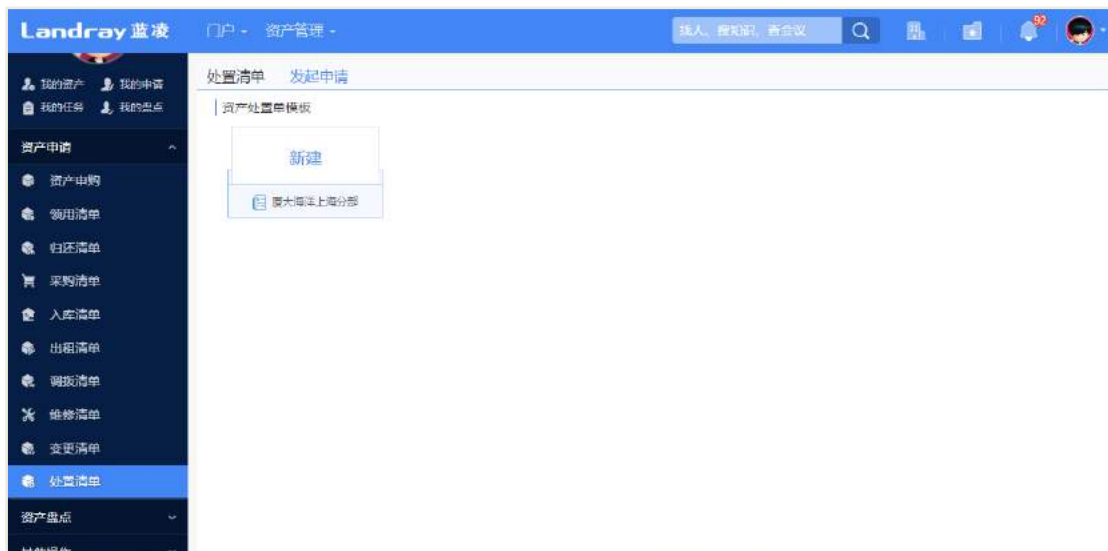 Landray 蓝凌 门户 资产管理 找人、搜知识、查会议 92
我的资产 我的申请
我的任务 我的盘点
资产申请
资产申购
领用清单
归还清单
采购清单
入库清单
出租清单
调拨清单
维修清单
变更清单
处置清单
资产盘点
处置清单 发起申请
资产处置单模板
新建
厦大海洋上海分部